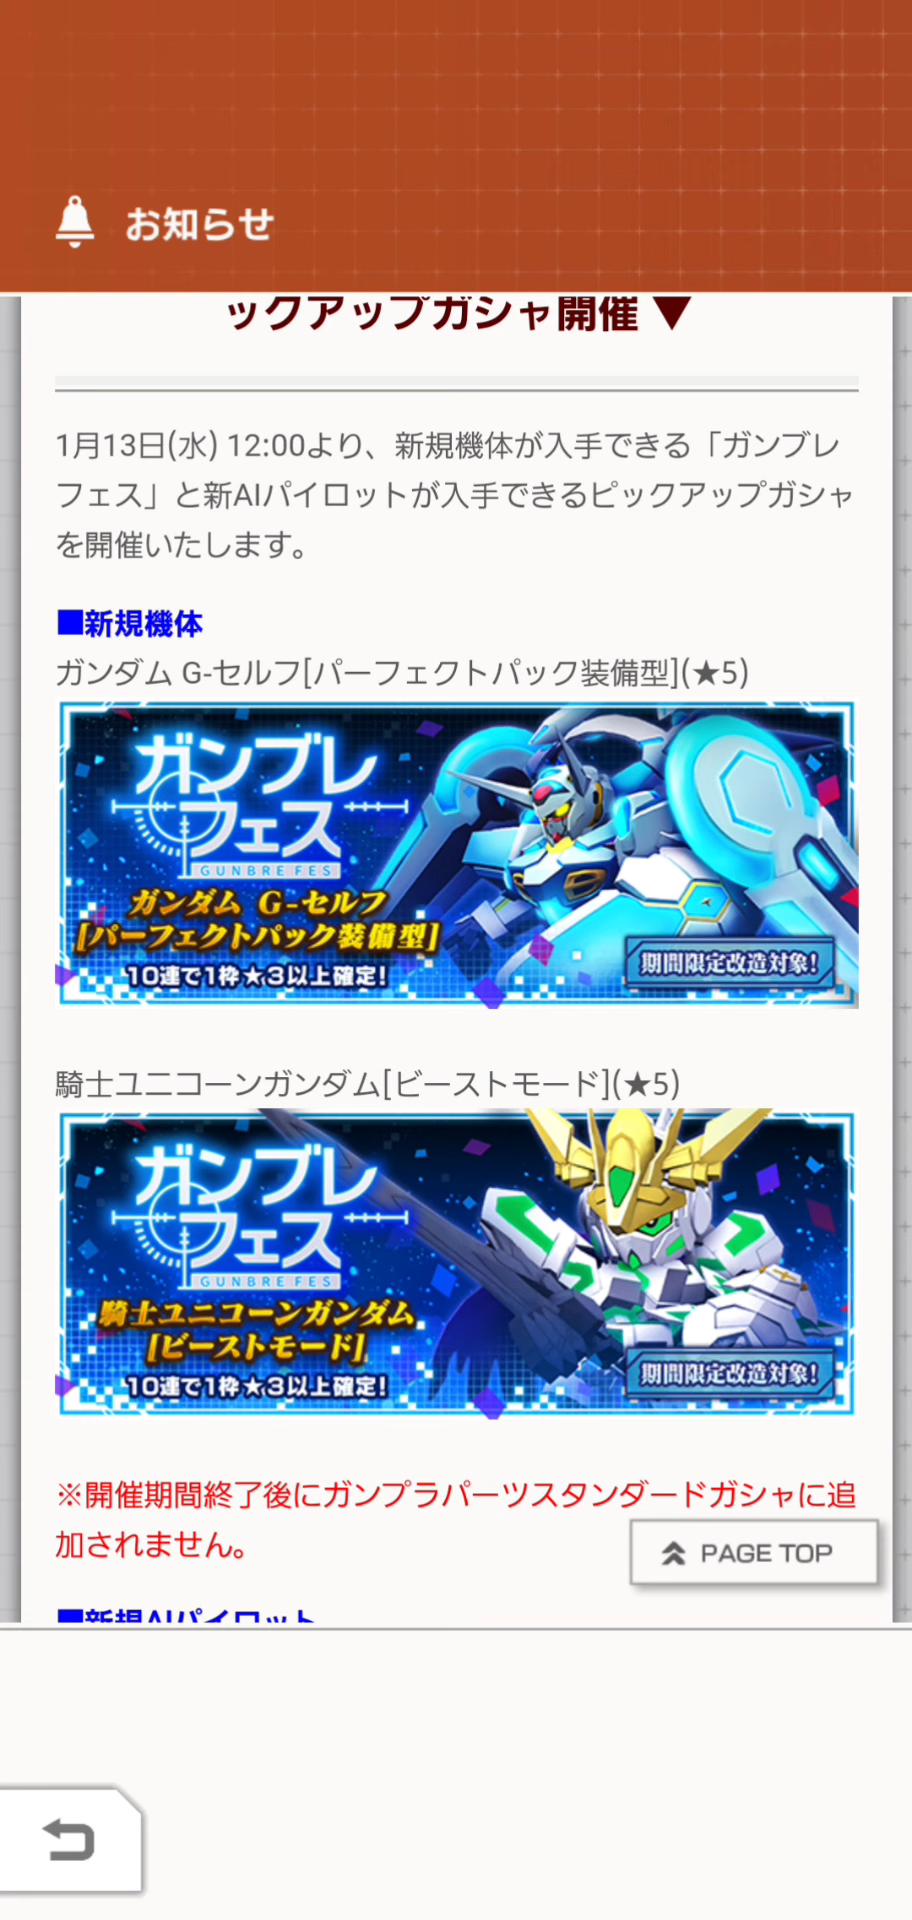 お知らせ
ックアップガシャ開催 ▼
1月13日(水) 12:00より、新規機体が入手できる「ガンブレ
フェス」と新AIパイロットが入手できるピックアップガシャ
を開催いたします。
■新規機体
ガンダム G-セルフ[パーフェクトパック装備型](★5)
ガンブレ
フェス
GUNBRE FES
ガンダム G-セルフ
[パーフェクトパック装備型]
10連で1枠★3以上確定!
期間限定改造対象!
騎士ユニコーンガンダム[ビーストモード](★5)
ガンブレ
フェス
GUNBRE FES
騎士ユニコーンガンダム
[ビーストモード]
10連で1枠★3以上確定!
期間限定改造対象!
※開催期間終了後にガンプラパーツスタンダードガシャに追
加されません。
PAGE TOP
■新規AIパイロット